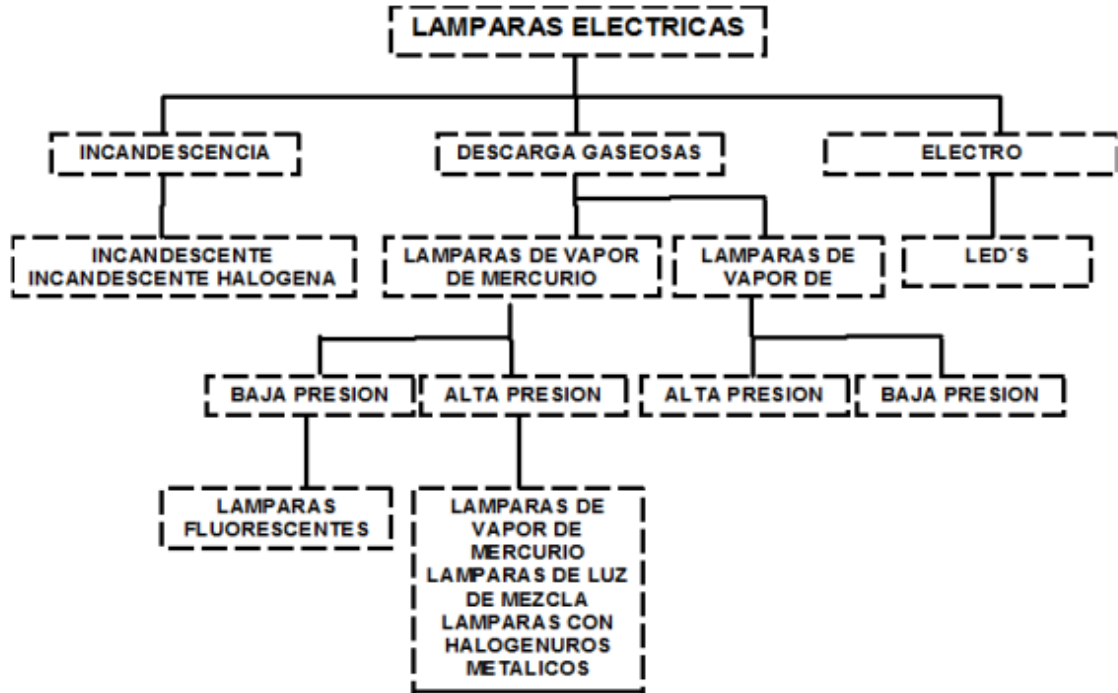 LAMPARAS ELECTRICAS
INCANDESCENCIA
DESCARGA GASEOSAS
ELECTRO
INCANDESCENTE
INCANDESCENTE HALOGENA
LAMPARAS DE VAPOR
DE MERCURIO
LAMPARAS DE
VAPOR DE
LED´S
BAJA PRESION
ALTA PRESION
ALTA PRESION
BAJA PRESION
LAMPARAS
FLUORESCENTES
LAMPARAS DE
VAPOR DE
MERCURIO
LAMPARAS DE LUZ
DE MEZCLA
LAMPARAS CON
HALOGENUROS
METALICOS